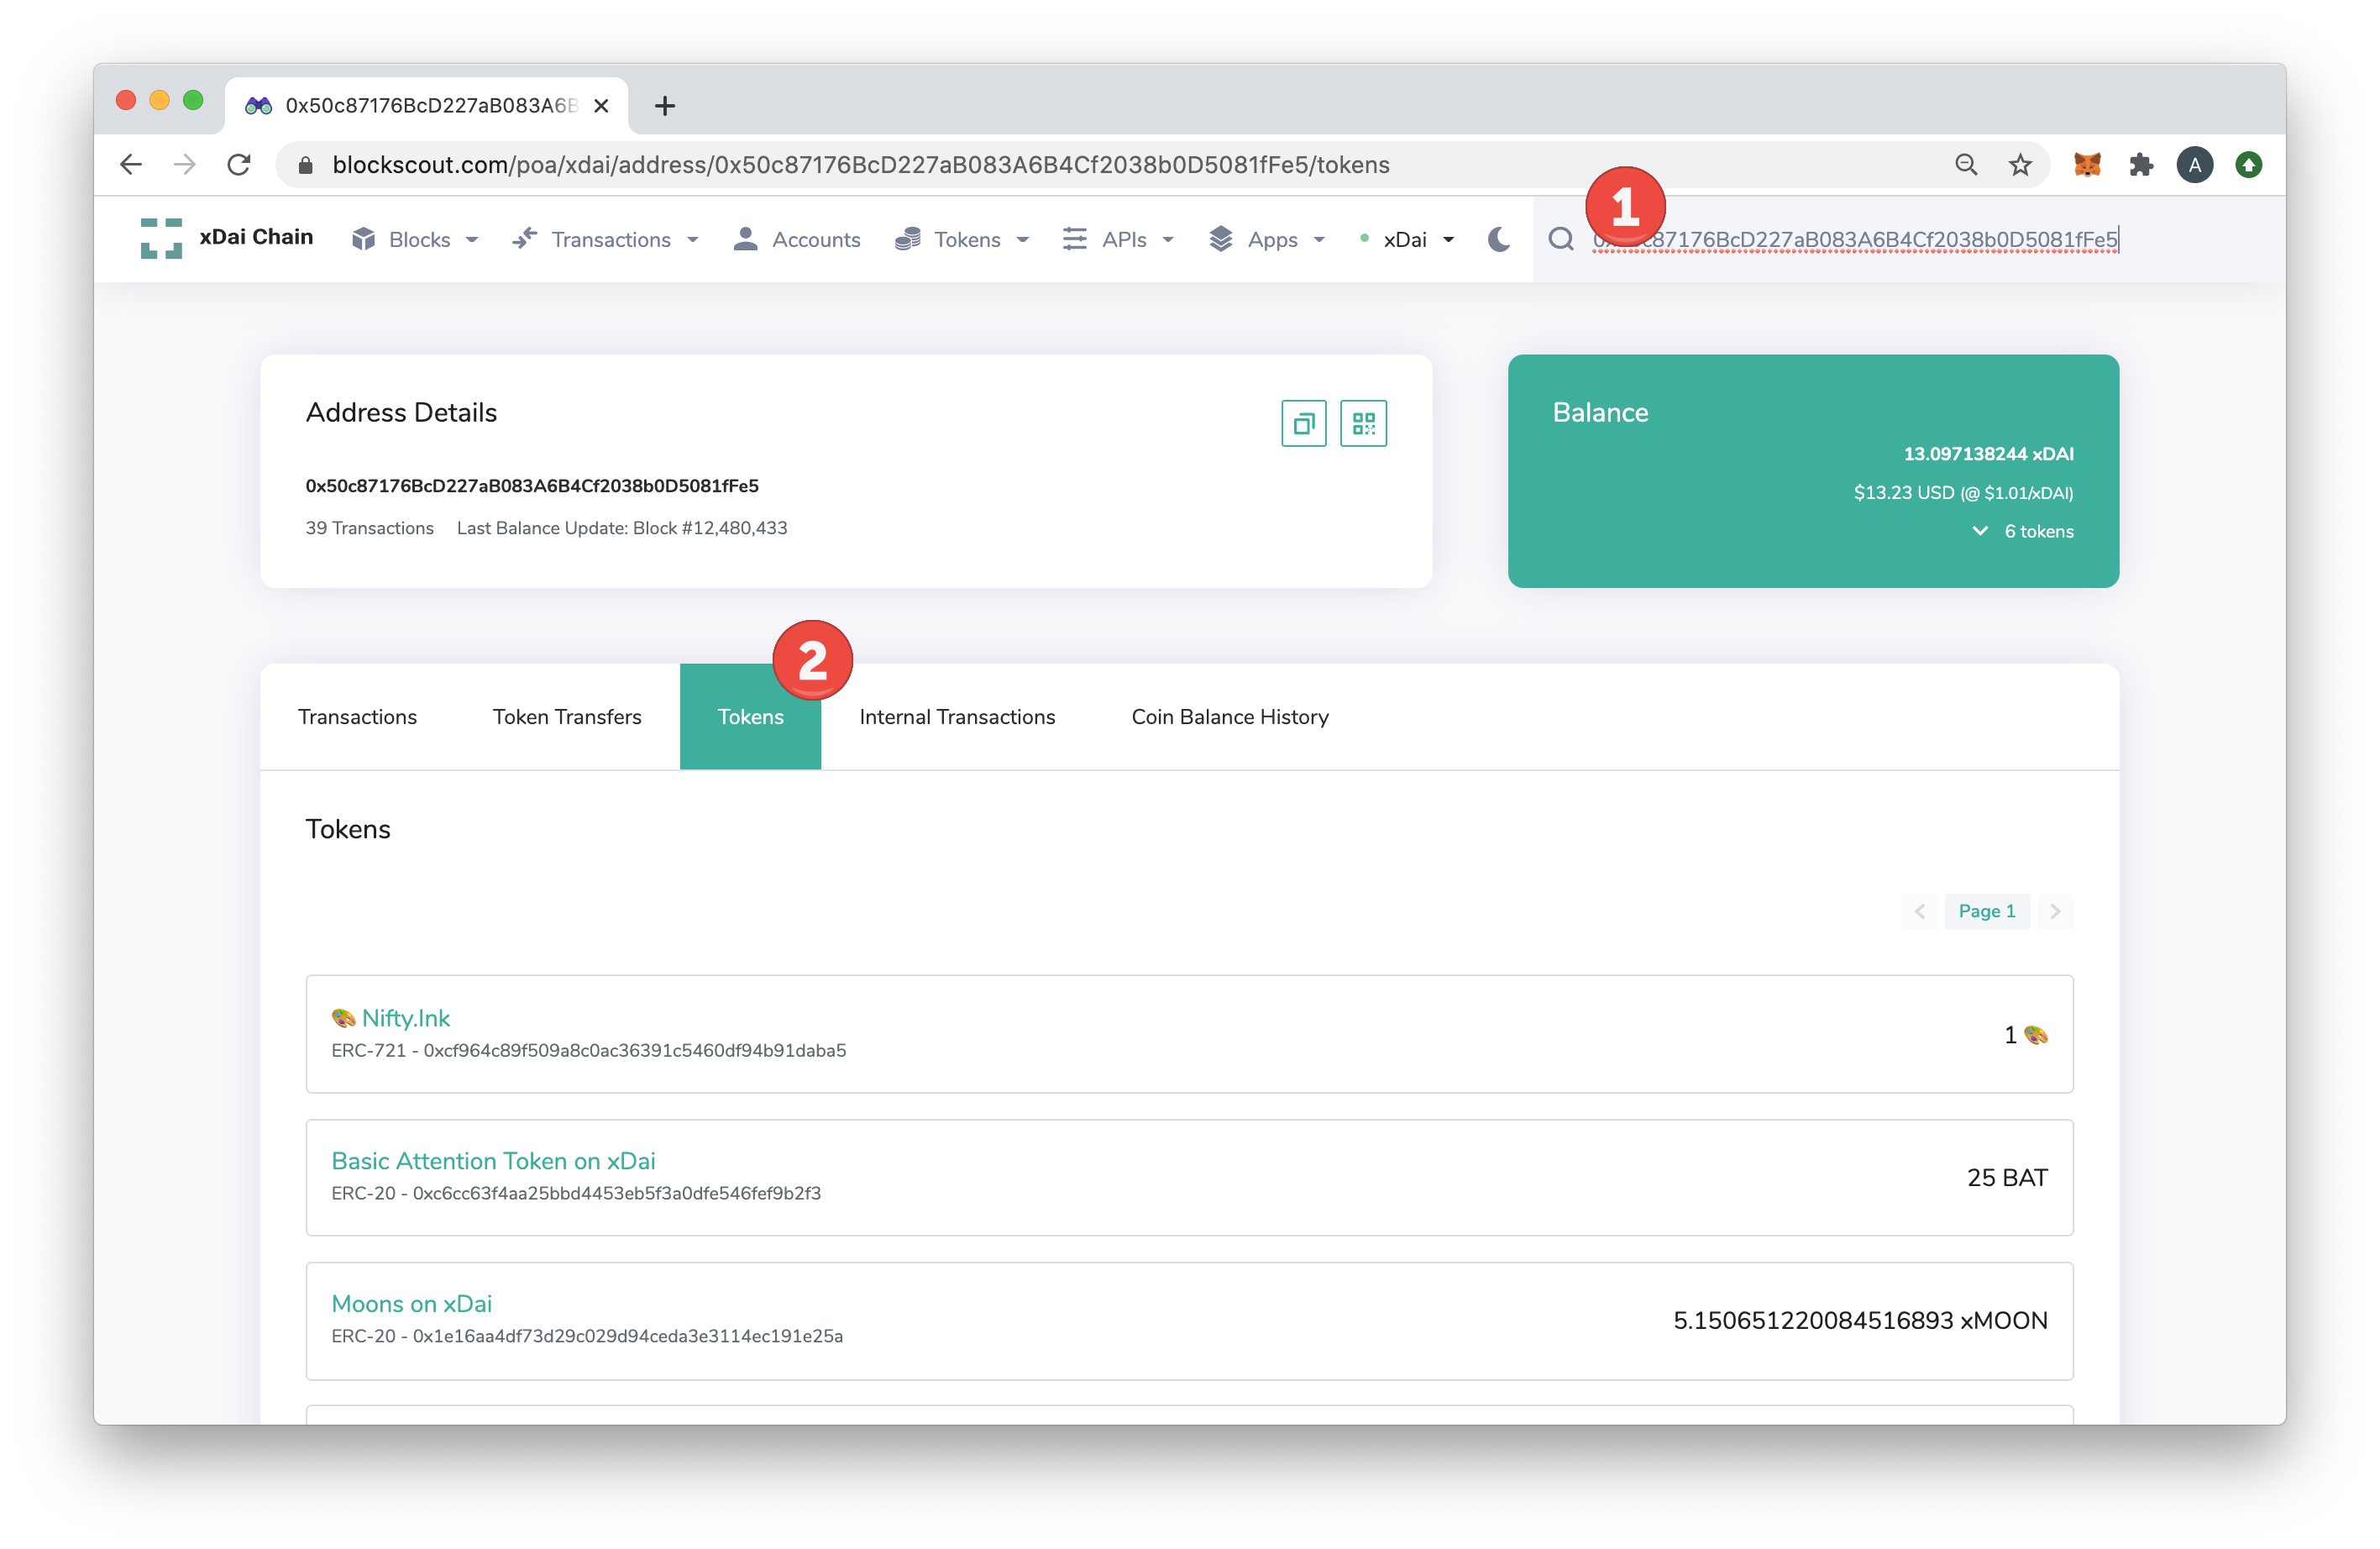 0x50c87176BcD227aB083A6B
blockscout.com/poa/xdai/address/0x50c87176BcD227aB083A6B4Cf2038b0D5081fFe5/tokens
A
1
xDai Chain Blocks Transactions Accounts Tokens APIs Apps xDai 87176BcD227aB083A6B4Cf2038b0D5081fFe5
Address Details
0x50c87176BcD227aB083A6B4Cf2038b0D5081fFe5
39 Transactions Last Balance Update: Block #12,480,433
Balance
13.097138244 xDAI
$13.23 USD (@ $1.01/xDAI)
6 tokens
2
Transactions Token Transfers Tokens Internal Transactions Coin Balance History
Tokens
Page 1
Nifty.Ink
ERC-721 - 0xcf964c89f509a8c0ac36391c5460df94b91daba5
1
Basic Attention Token on xDai
ERC-20 - 0xc6cc63f4aa25bbd4453eb5f3a0dfe546fef9b2f3
25 BAT
Moons on xDai
ERC-20 - 0x1e16aa4df73d29c029d94ceda3e3114ec191e25a
5.150651220084516893 xMOON